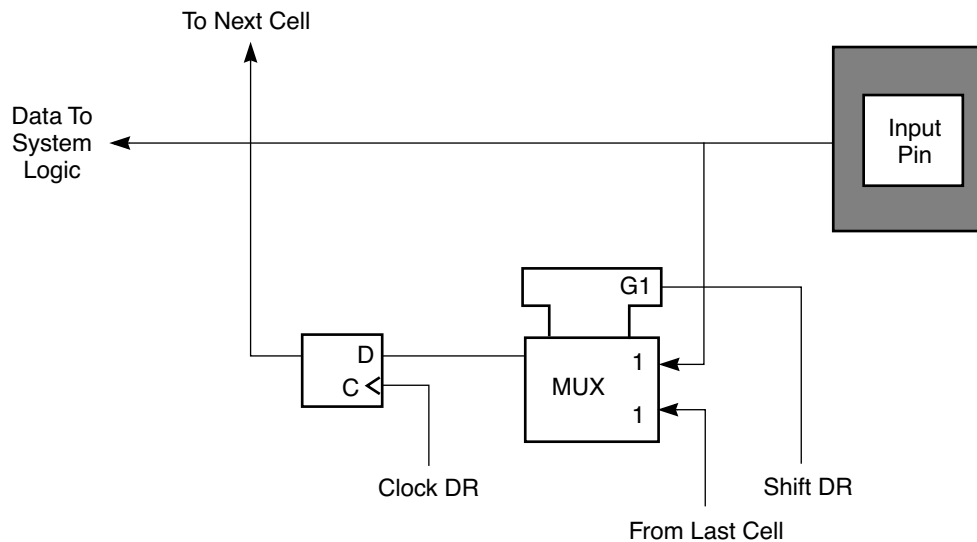 To Next Cell
Data To
System
Logic
Input
Pin
G1
D
C
MUX
1
1
Clock DR
Shift DR
From Last Cell